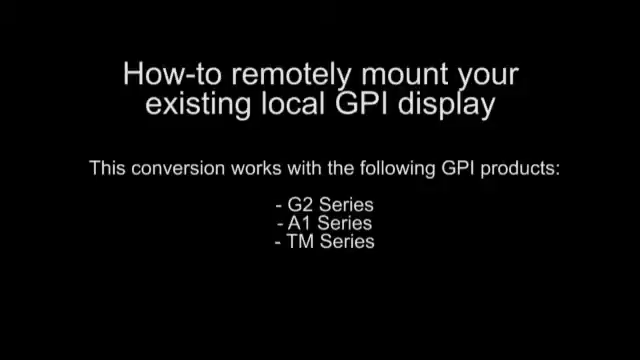 How-to remotely mount your
existing local GPI display
This conversion works with the following GPI products:
- G2 Series
- A1 Series
- TM Series